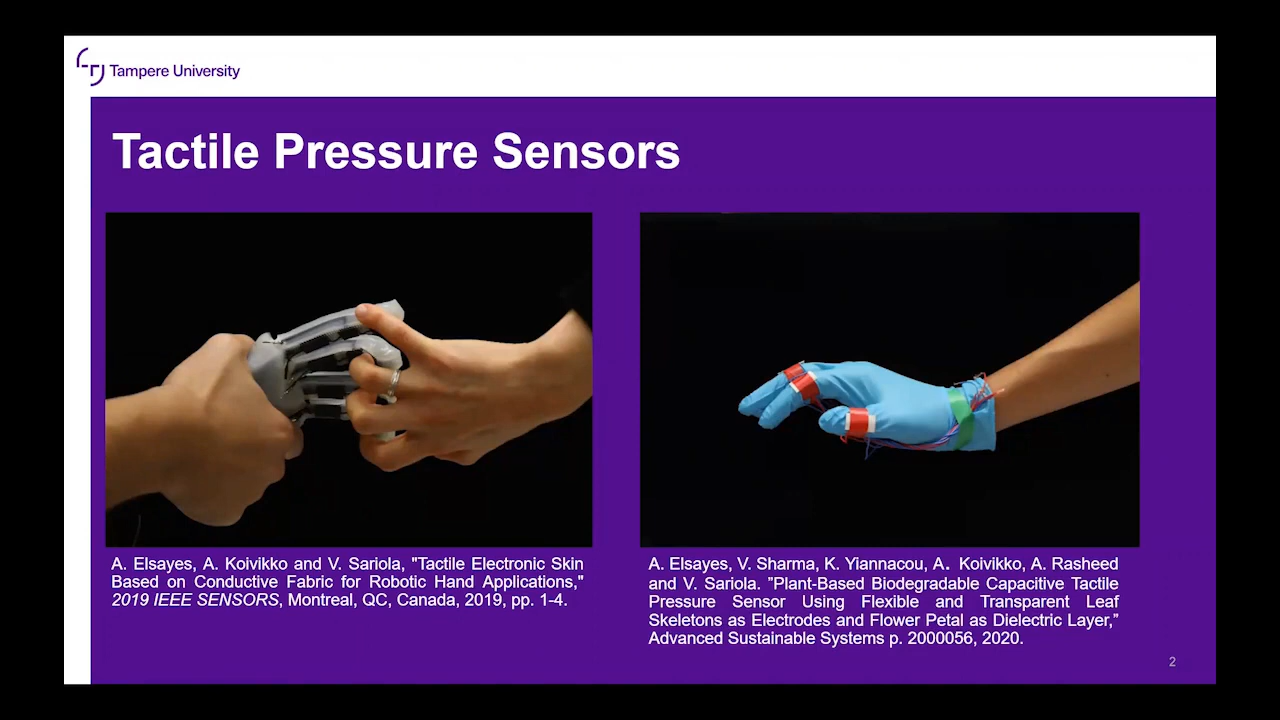 Tampere University
Tactile Pressure Sensors
A. Elsayes, A. Koivikko and V. Sariola, "Tactile Electronic Skin
Based on Conductive Fabric for Robotic Hand Applications,"
2019 IEEE SENSORS, Montreal, QC, Canada, 2019, pp. 1-4.
A. Elsayes, V. Sharma, K. Yiannacou, A. Koivikko, A. Rasheed
and V. Sariola. ”Plant-Based Biodegradable Capacitive Tactile
Pressure Sensor Using Flexible and Transparent Leaf
Skeletons as Electrodes and Flower Petal as Dielectric Layer,”
Advanced Sustainable Systems p. 2000056, 2020.
2